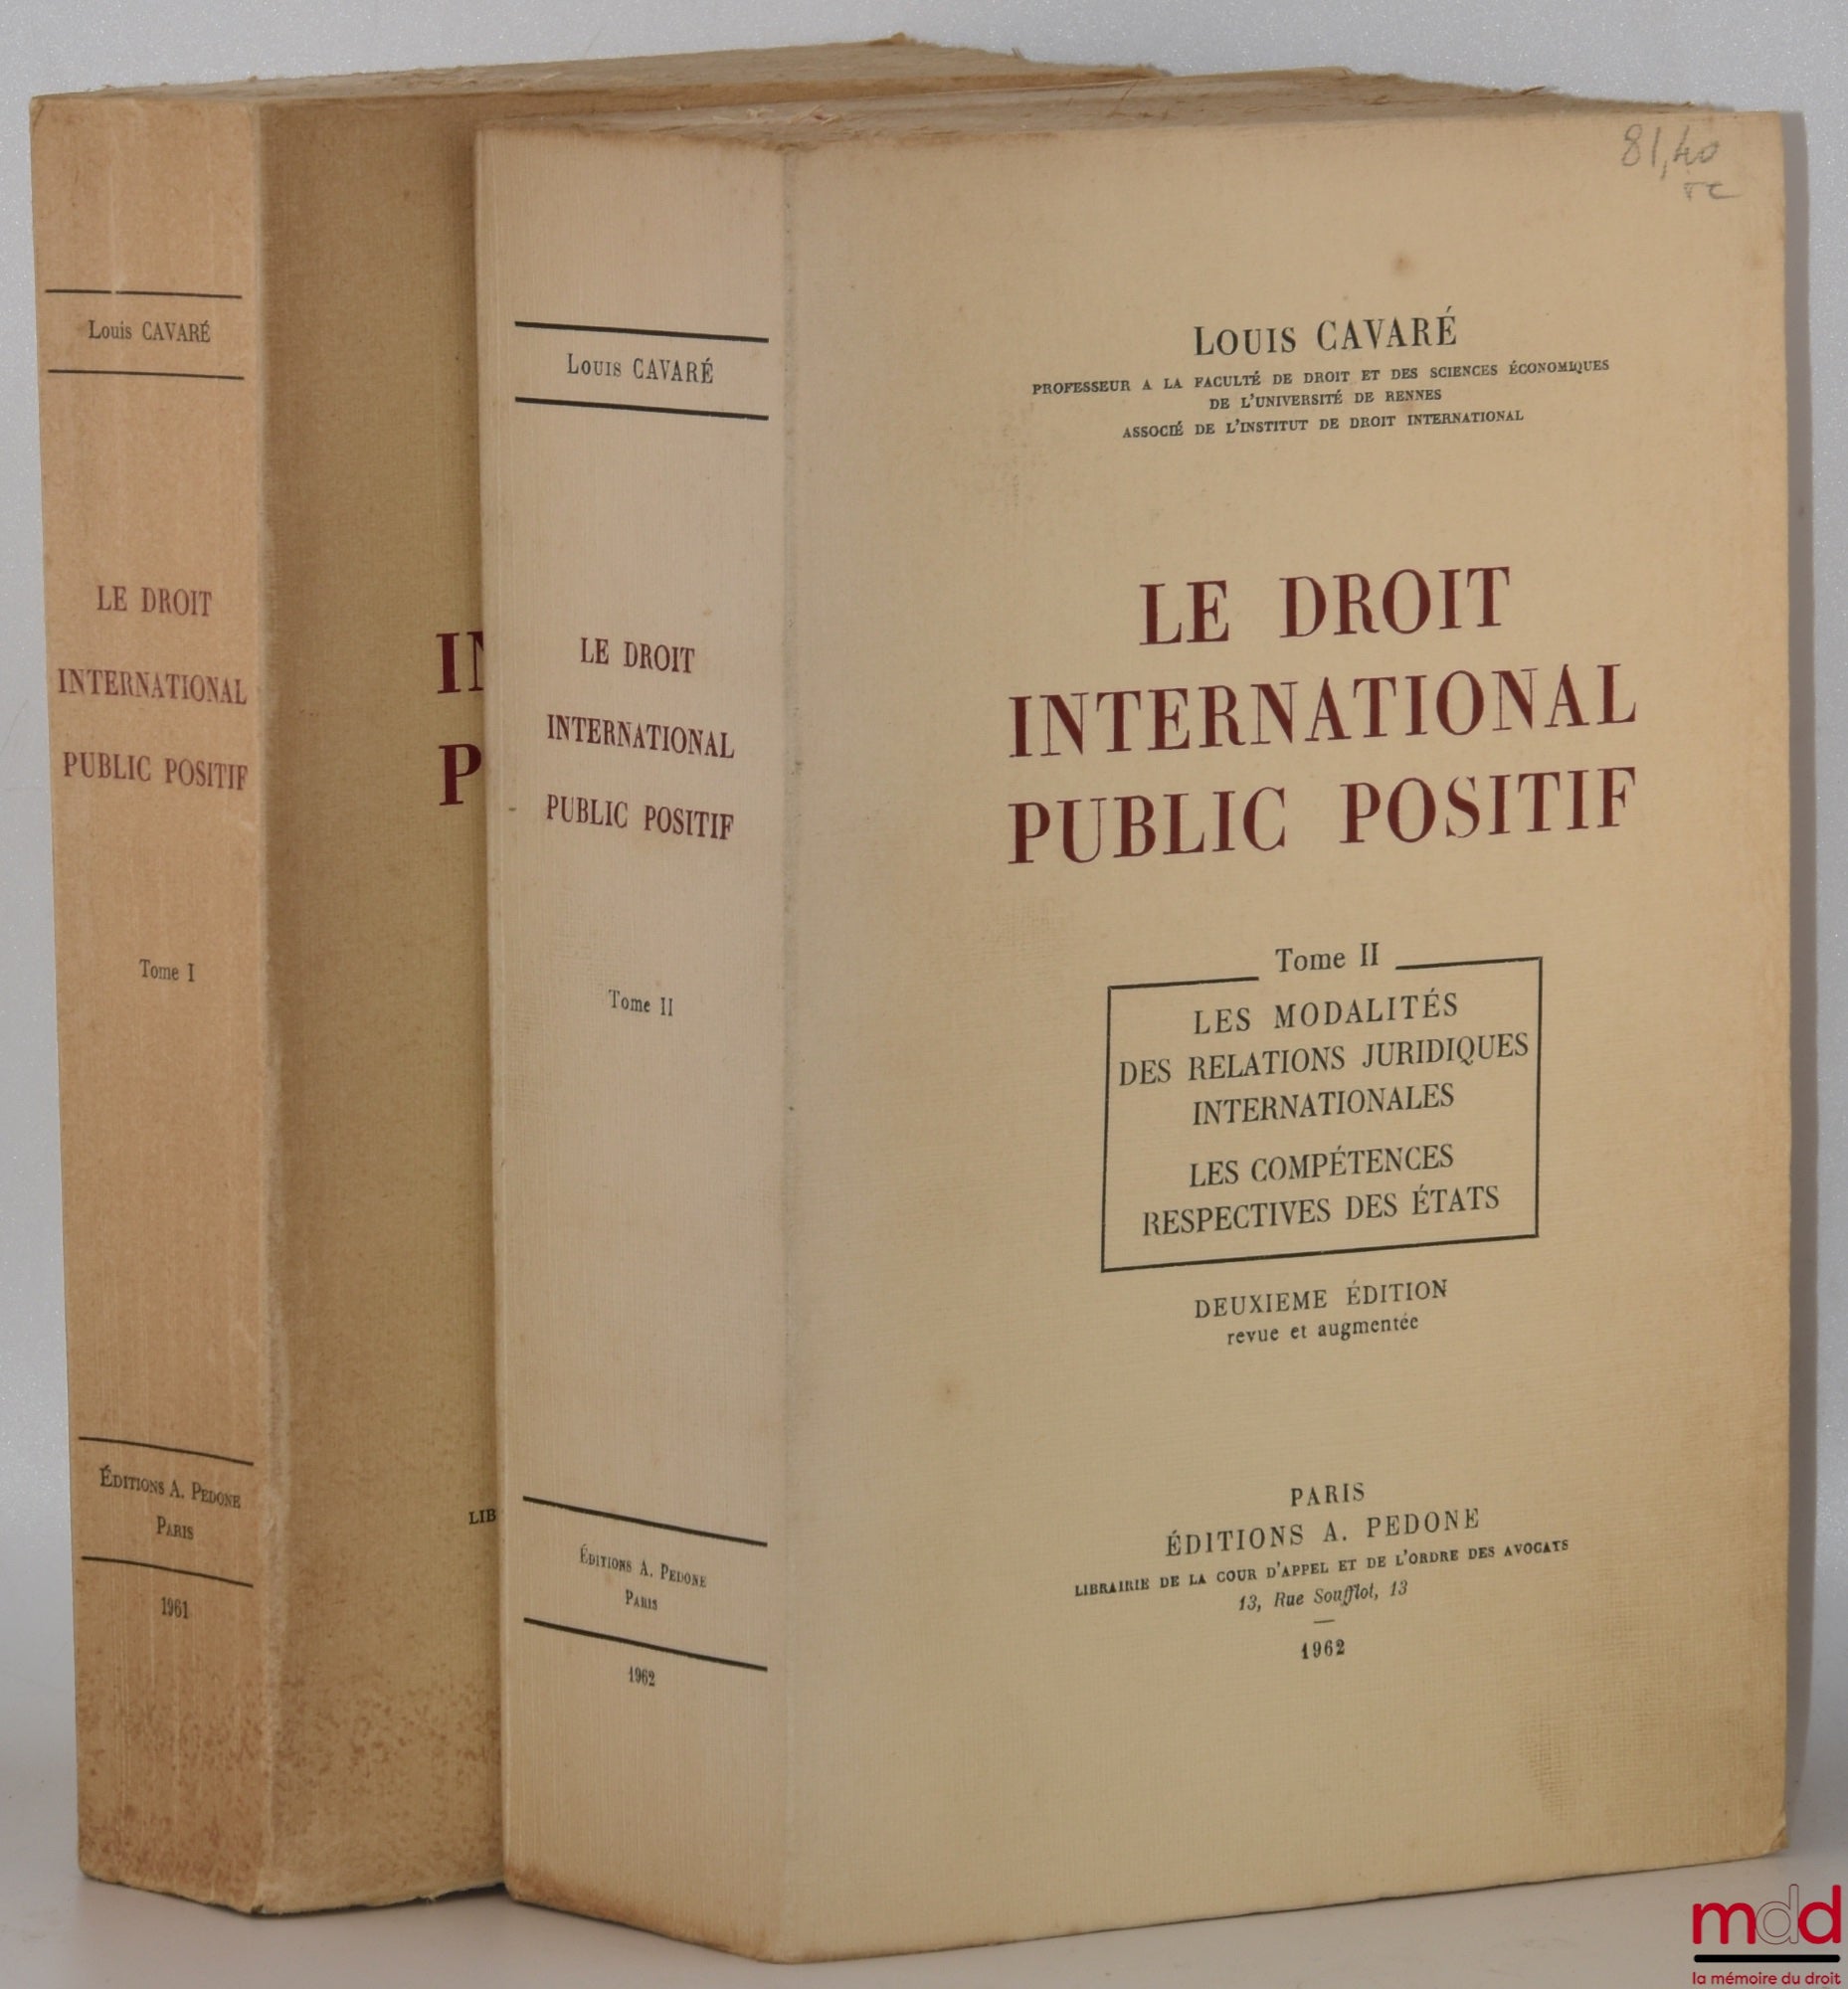 Louis CAVARÉ
LE DROIT
INTERNATIONAL
PUBLIC POSITIF
Tome I
ÉDITIONS A. PEDONE
PARIS
1961
IN
P
LIB
LOUIS CAVARÉ
LE DROIT
INTERNATIONAL
PUBLIC POSITIF
Tome II
ÉDITIONS A. PEDONE
PARIS
1962
81,40
LOUIS CAVARÉ
PROFESSEUR A LA FACULTÉ DE DROIT ET DES SCIENCES ÉCONOMIQUES
DE L'UNIVERSITÉ DE RENNES
ASSOCIÉ DE L'INSTITUT DE DROIT INTERNATIONAL
LE DROIT
INTERNATIONAL
PUBLIC POSITIF
Tome II
LES MODALITÉS
DES RELATIONS JURIDIQUES
INTERNATIONALES
LES COMPÉTENCES
RESPECTIVES DES ÉTATS
DEUXIEME ÉDITION
revue et augmentée
PARIS
ÉDITIONS A. PEDONE
LIBRAIRIE DE LA COUR D'APPEL ET DE L'ORDRE DES AVOCATS
13, Rue Soufflot, 13
1962
mdd
la mémoire du droit